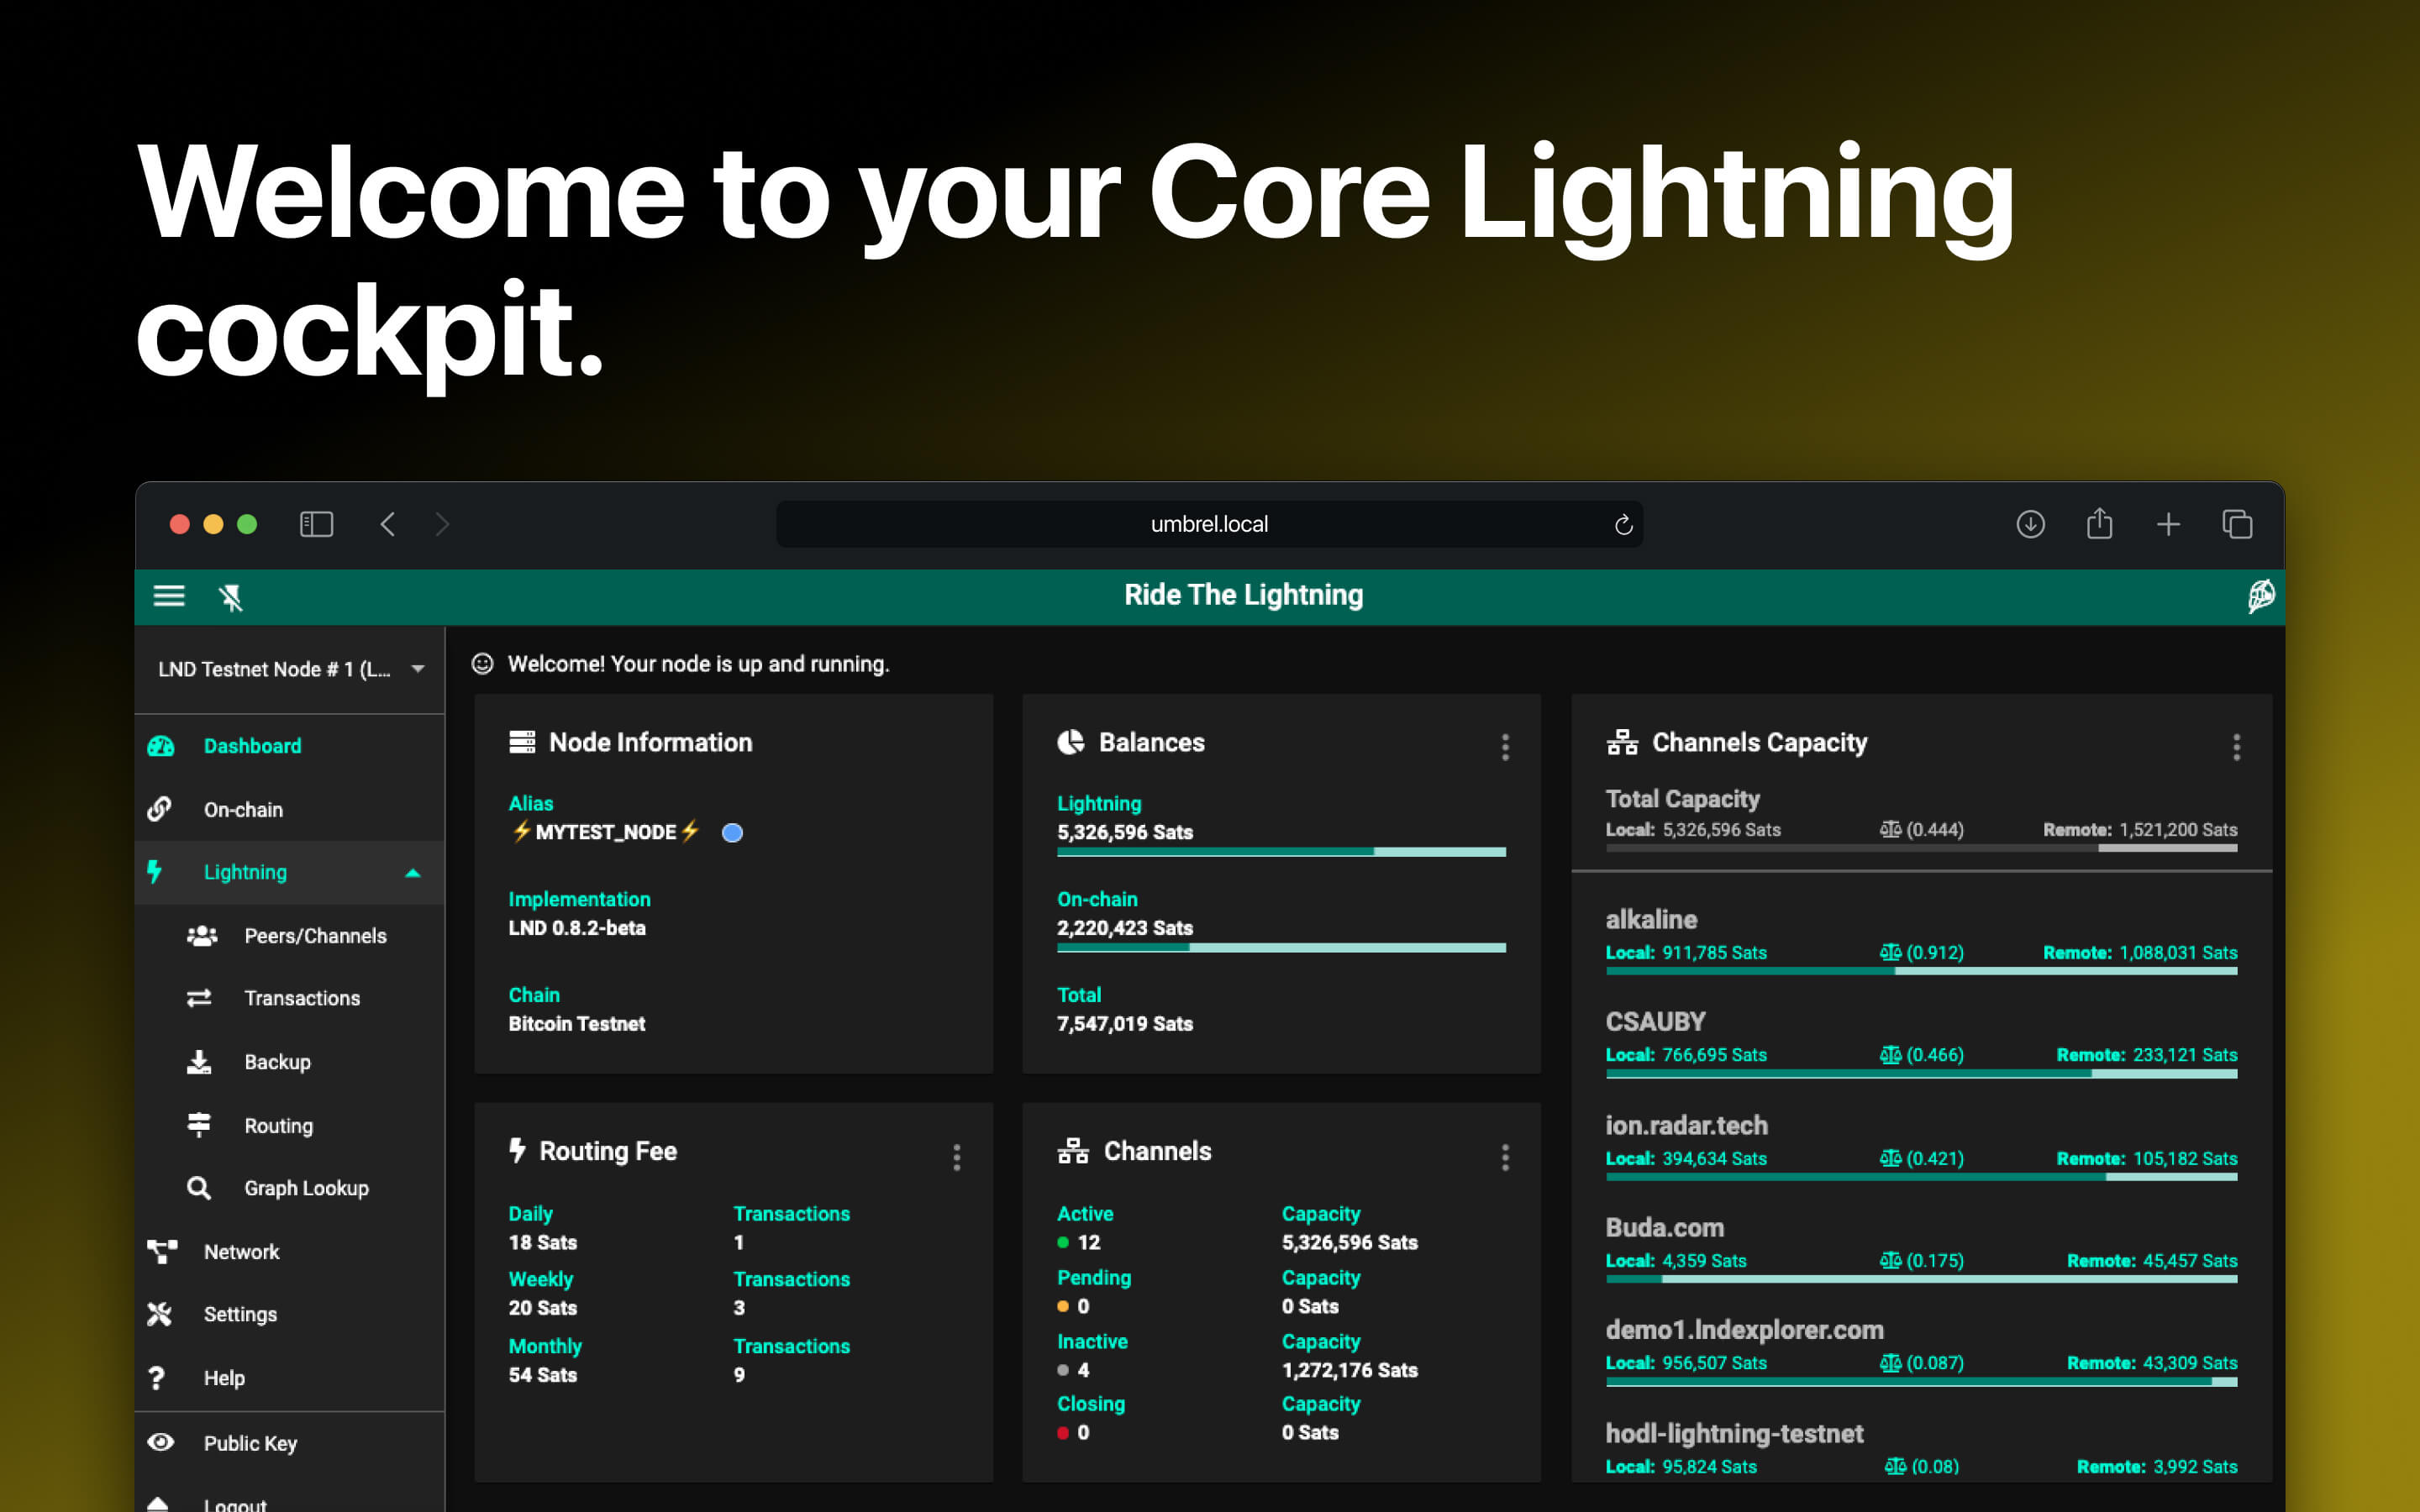 Welcome to your Core Lightning
cockpit.
umbrel.local
Ride The Lightning
LND Testnet Node # 1 (L...
Dashboard
On-chain
Lightning
Peers/Channels
Transactions
Backup
Routing
Graph Lookup
Network
Settings
Help
Public Key
Logout
Welcome! Your node is up and running.
Node Information
Alias
⚡MYTEST_NODE⚡
Implementation
LND 0.8.2-beta
Chain
Bitcoin Testnet
Balances
Lightning
5,326,596 Sats
On-chain
2,220,423 Sats
Total
7,547,019 Sats
Routing Fee
Daily Transactions
18 Sats 1
Weekly Transactions
20 Sats 3
Monthly Transactions
54 Sats 9
Channels
Active Capacity
12 5,326,596 Sats
Pending Capacity
0 0 Sats
Inactive Capacity
4 1,272,176 Sats
Closing Capacity
0 0 Sats
Channels Capacity
Total Capacity
Local: 5,326,596 Sats (0.444) Remote: 1,521,200 Sats
alkaline
Local: 911,785 Sats (0.912) Remote: 1,088,031 Sats
CSAUBY
Local: 766,695 Sats (0.466) Remote: 233,121 Sats
ion.radar.tech
Local: 394,634 Sats (0.421) Remote: 105,182 Sats
Buda.com
Local: 4,359 Sats (0.175) Remote: 45,457 Sats
demo1.lndexplorer.com
Local: 956,507 Sats (0.087) Remote: 43,309 Sats
hodl-lightning-testnet
Local: 95,824 Sats (0.08) Remote: 3,992 Sats